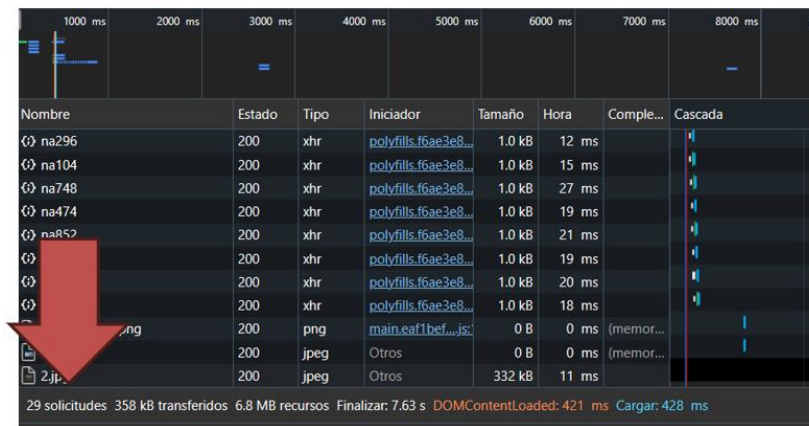 1000 ms 2000 ms 3000 ms 4000 ms 5000 ms 6000 ms 7000 ms 8000 ms
Nombre Estado Tipo Iniciador Tamaño Hora Comple... Cascada
na296 200 xhr polyfills.f6ae3e8... 1.0 kB 12 ms
na104 200 xhr polyfills.f6ae3e8... 1.0 kB 15 ms
na748 200 xhr polyfills.f6ae3e8... 1.0 kB 27 ms
na474 200 xhr polyfills.f6ae3e8... 1.0 kB 19 ms
na852 200 xhr polyfills.f6ae3e8... 1.0 kB 21 ms
200 xhr polyfills.f6ae3e8... 1.0 kB 19 ms
200 xhr polyfills.f6ae3e8... 1.0 kB 20 ms
200 xhr polyfills.f6ae3e8... 1.0 kB 18 ms
png 200 png main.eaf1bef....js: 0 B 0 ms (memor...
200 jpeg Otros 0 B 0 ms (memor...
200 jpeg Otros 332 kB 11 ms
29 solicitudes 358 kB transferidos 6.8 MB recursos Finalizar: 7.63 s DOMContentLoaded: 421 ms Cargar: 428 ms